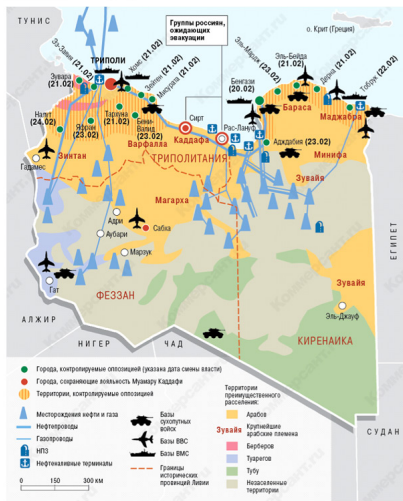 ТУНИС
Группы россиян,
ожидающих
эвакуации
о. Крит (Греция)
Эз-Завия (21.02)
ТРИПОЛИ
Хомс (21.02)
Злетен (21.02)
Мисурата (21.02)
Зувара
(21.02)
Налут
(24.02)
Яфран
(23.02)
Тархуна
(21.02)
Бени-
Валид
(23.02)
Эль-Мардж (23.02)
Эль-Бейда
(21.02)
Дерна (21.02)
Тобрук (22.02)
Бенгази
(20.02)
Бараса
Маджабра
Сирт
Каддафа
Рас-Лануф
Адждабия (23.02)
Минифа
Варфалла
Зинтан
Гадамес
ТРИПОЛИТАНИЯ
Зувайя
Магарха
Адри
Сабха
Аубари
Марзук
Гат
ФЕЗЗАН
Зувайя
Эль-Джауф
КИРЕНАИКА
ЕГИПЕТ
АЛЖИР
НИГЕР
ЧАД
СУДАН
Города, контролируемые оппозицией (указана дата смены власти)
Города, сохраняющие лояльность Муамару Каддафи
Территории, контролируемые оппозицией
Месторождения нефти и газа
Нефтепроводы
Газопроводы
НПЗ
Нефтеналивные терминалы
0 150 300 км
Базы
сухопутных
войск
Базы ВВС
Базы ВМС
Границы
исторических
провинций Ливии
Территории
преимущественного
расселения:
Арабов
Зувайя Крупнейшие
арабские племена
Берберов
Туарегов
Тубу
Незаселенные
территории